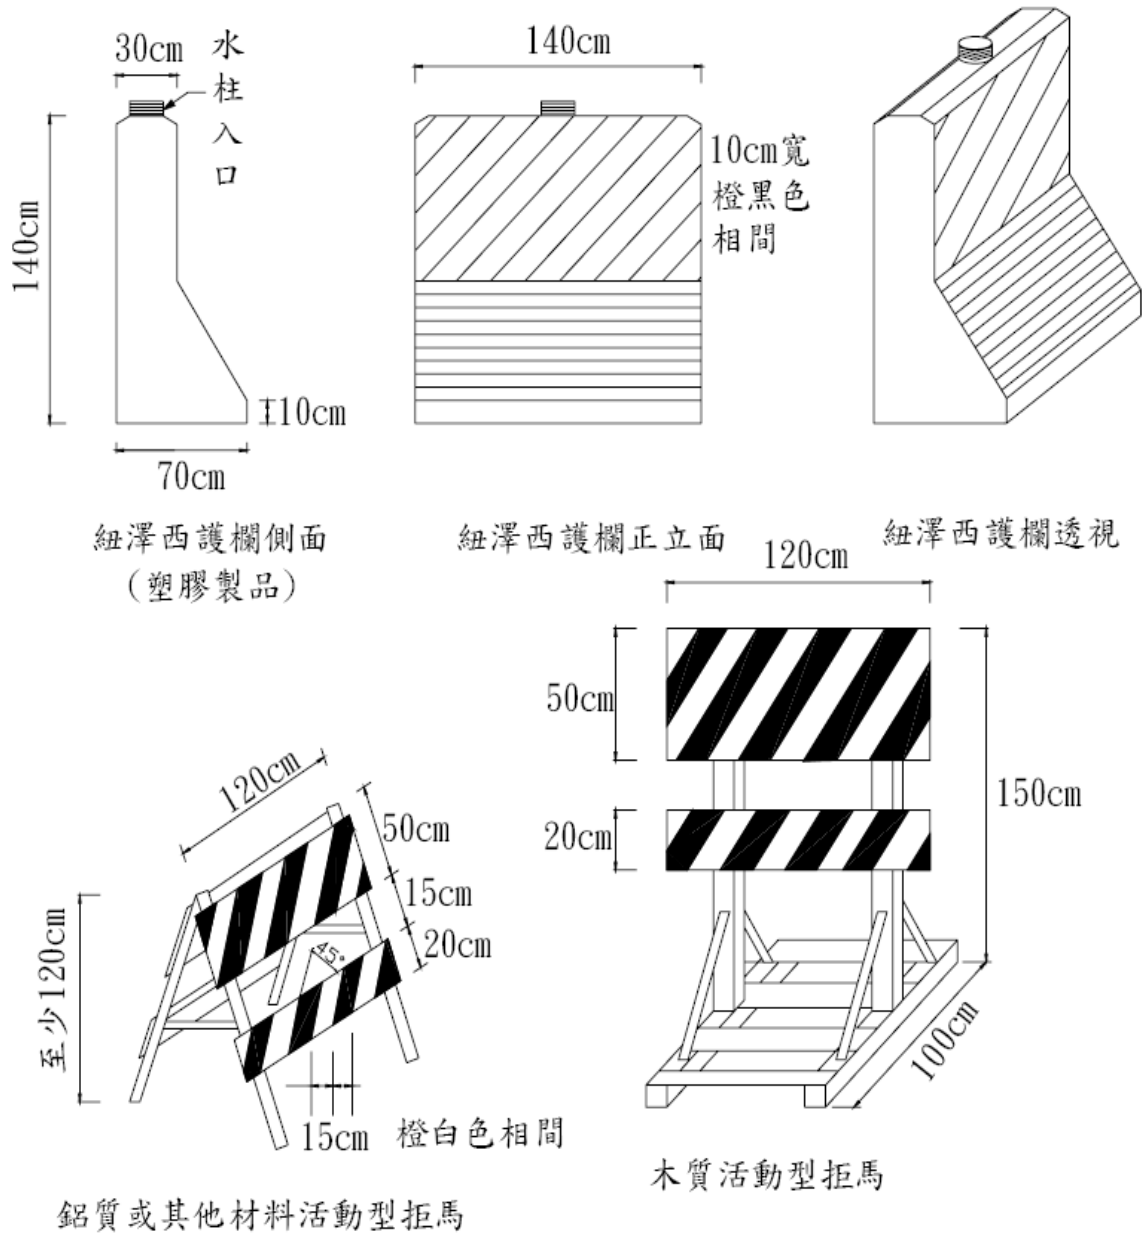 30cm
水柱入口
140cm
10cm
70cm
紐澤西護欄側面
(塑膠製品)
140cm
10cm寬
橙黑色
相間
紐澤西護欄正立面
紐澤西護欄透視
120cm
50cm
15cm
20cm
至少120cm
45°
15cm
橙白色相間
鋁質或其他材料活動型拒馬
120cm
50cm
20cm
150cm
100cm
木質活動型拒馬